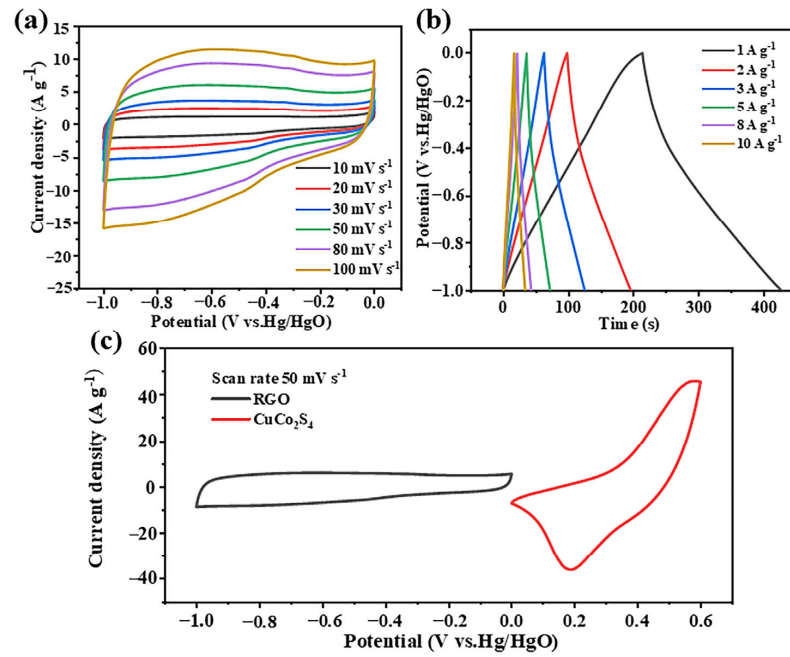 (a)
Current density (A g⁻¹)
15
10
5
0
−5
−10
−15
−20
−25
−1.0
−0.8
−0.6
−0.4
−0.2
0.0
Potential (V vs.Hg/HgO)
10 mV s⁻¹
20 mV s⁻¹
30 mV s⁻¹
50 mV s⁻¹
80 mV s⁻¹
100 mV s⁻¹
(b)
Potential (V vs.Hg/HgO)
0.0
−0.2
−0.4
−0.6
−0.8
−1.0
0
100
200
300
400
Time (s)
1 A g⁻¹
2 A g⁻¹
3 A g⁻¹
5 A g⁻¹
8 A g⁻¹
10 A g⁻¹
(c)
Current density (A g⁻¹)
60
40
20
0
−20
−40
−1.0
−0.8
−0.6
−0.4
−0.2
0.0
0.2
0.4
0.6
Potential (V vs.Hg/HgO)
Scan rate 50 mV s⁻¹
RGO
CuCo₂S₄